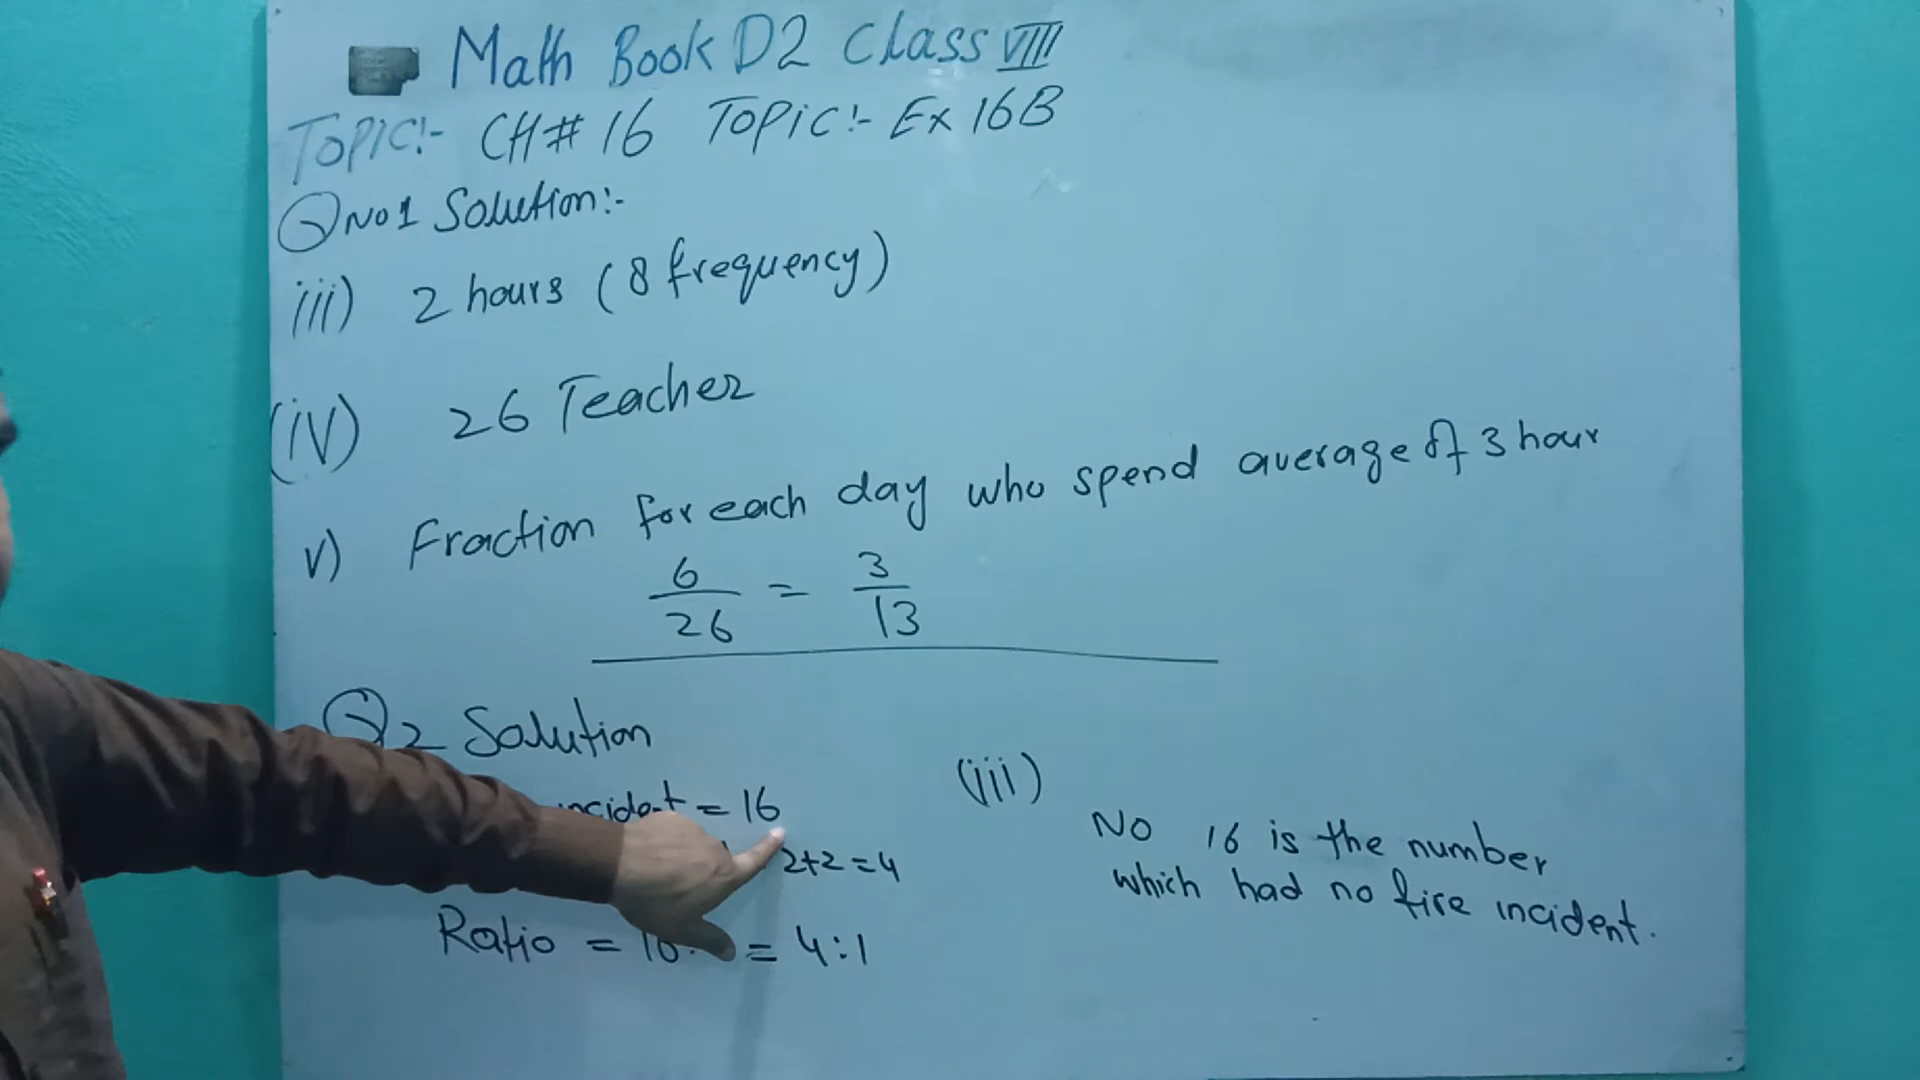 Math Book D2 Class VIII
Topic:- CH# 16 Topic:- Ex 16B
Q No 1 Solution:-
iii) 2 hours (8 frequency)
(iv) 26 Teacher
v) Fraction for each day who spend average of 3 hour
6/26 = 3/13
Q2 Solution
= 16
2+2=4
Ratio = = 4:1
(iii)
No 16 is the number
which had no fire incident.